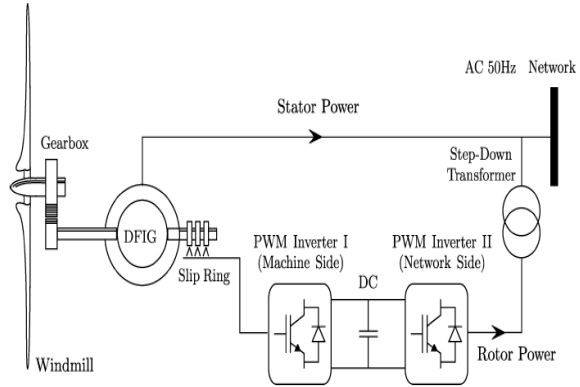 AC 50Hz Network
Stator Power
Gearbox
Step-Down
Transformer
DFIG
PWM Inverter I
(Machine Side)
PWM Inverter II
(Network Side)
Slip Ring
DC
Rotor Power
Windmill